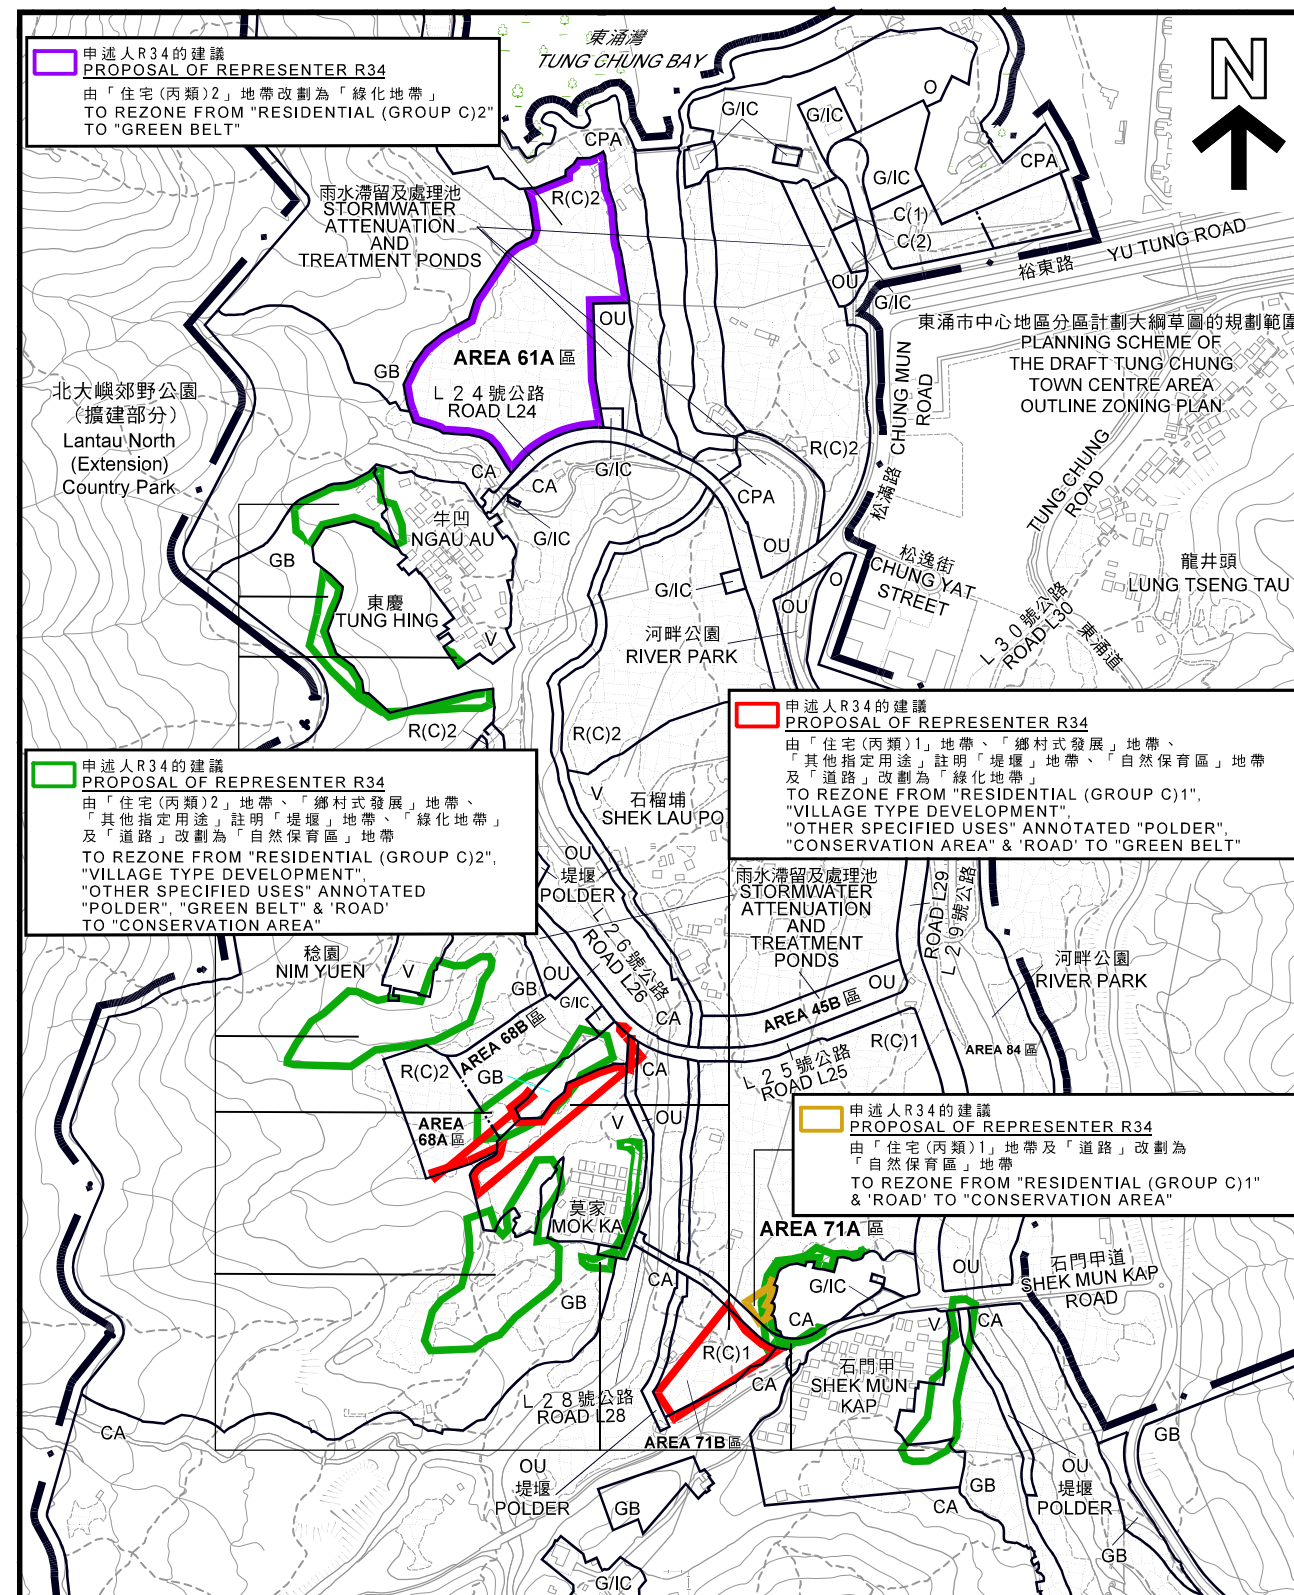 申述人R34的建議
PROPOSAL OF REPRESENTER R34
由「住宅(丙類)2」地帶改劃為「綠化地帶」
TO REZONE FROM "RESIDENTIAL (GROUP C)2"
TO "GREEN BELT"
東涌灣
TUNG CHUNG BAY
N
O
G/IC
G/IC
CPA
CPA
G/IC
R(C)2
雨水滯留及處理池
STORMWATER
ATTENUATION
AND
TREATMENT PONDS
C(1)
C(2)
裕東路
YU TUNG ROAD
OU
G/IC
OU
東涌市中心地區分區計劃大綱草圖的規劃範圍
PLANNING SCHEME OF
THE DRAFT TUNG CHUNG
TOWN CENTRE AREA
OUTLINE ZONING PLAN
AREA 61A 區
GB
L24號公路
ROAD L24
北大嶼郊野公園
(擴建部分)
Lantau North
(Extension)
Country Park
松滿路
CHUNG MUN
ROAD
R(C)2
TUNG CHUNG
ROAD
CA
G/IC
CA
CPA
牛凹
NGAU AU
G/IC
OU
GB
松逸街
CHUNG YAT
STREET
龍井頭
LUNG TSENG TAU
O
G/IC
OU
東慶
TUNG HING
V
河畔公園
RIVER PARK
L30號公路
ROAD L30
東涌道
R(C)2
R(C)2
申述人R34的建議
PROPOSAL OF REPRESENTER R34
由「住宅(丙類)1」地帶、「鄉村式發展」地帶、
「其他指定用途」註明「堤堰」地帶、「自然保育區」地帶
及「道路」改劃為「綠化地帶」
TO REZONE FROM "RESIDENTIAL (GROUP C)1",
"VILLAGE TYPE DEVELOPMENT",
"OTHER SPECIFIED USES" ANNOTATED "POLDER",
"CONSERVATION AREA" & 'ROAD' TO "GREEN BELT"
申述人R34的建議
PROPOSAL OF REPRESENTER R34
由「住宅(丙類)2」地帶、「鄉村式發展」地帶、
「其他指定用途」註明「堤堰」地帶、「綠化地帶」
及「道路」改劃為「自然保育區」地帶
TO REZONE FROM "RESIDENTIAL (GROUP C)2",
"VILLAGE TYPE DEVELOPMENT",
"OTHER SPECIFIED USES" ANNOTATED
"POLDER", "GREEN BELT" & 'ROAD'
TO "CONSERVATION AREA"
V
石榴埔
SHEK LAU PO
OU
堤堰
POLDER
雨水滯留及處理池
STORMWATER
ATTENUATION
AND
TREATMENT
PONDS
ROAD L29
L29號公路
L26號公路
ROAD L26
稔園
NIM YUEN
V
OU
GB
G/IC
河畔公園
RIVER PARK
OU
AREA 45B 區
CA
AREA 68B 區
R(C)1
AREA 84 區
R(C)2
GB
CA
L25號公路
ROAD L25
AREA
68A 區
V
OU
申述人R34的建議
PROPOSAL OF REPRESENTER R34
由「住宅(丙類)1」地帶及「道路」改劃為
「自然保育區」地帶
TO REZONE FROM "RESIDENTIAL (GROUP C)1"
& 'ROAD' TO "CONSERVATION AREA"
莫家
MOK KA
AREA 71A 區
CA
G/IC
OU
石門甲道
SHEK MUN KAP
ROAD
GB
CA
V
CA
R(C)1
石門甲
SHEK MUN
KAP
CA
L28號公路
ROAD L28
CA
AREA 71B 區
GB
OU
堤堰
POLDER
GB
CA
GB
OU
堤堰
POLDER
GB
G/IC